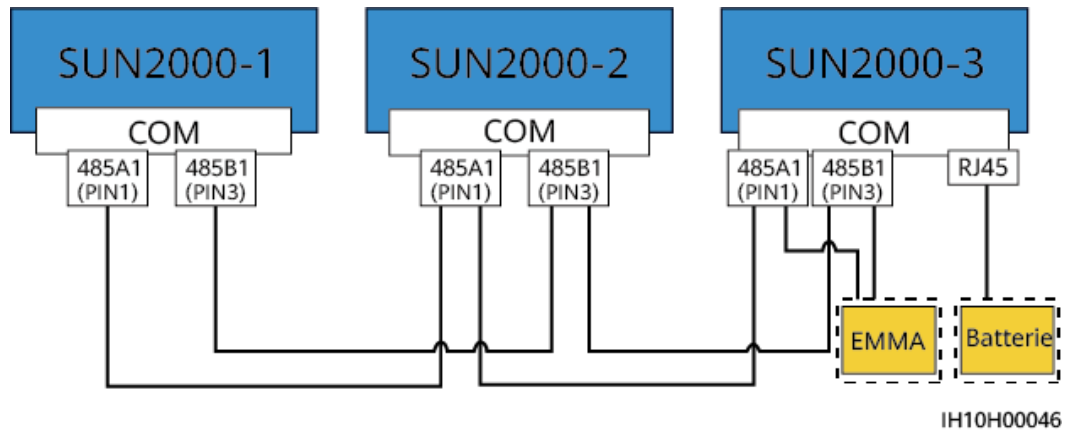 SUN2000-1
SUN2000-2
SUN2000-3
COM
COM
COM
485A1
(PIN1)
485B1
(PIN3)
485A1
(PIN1)
485B1
(PIN3)
485A1
(PIN1)
485B1
(PIN3)
RJ45
EMMA
Batterie
IH10H00046